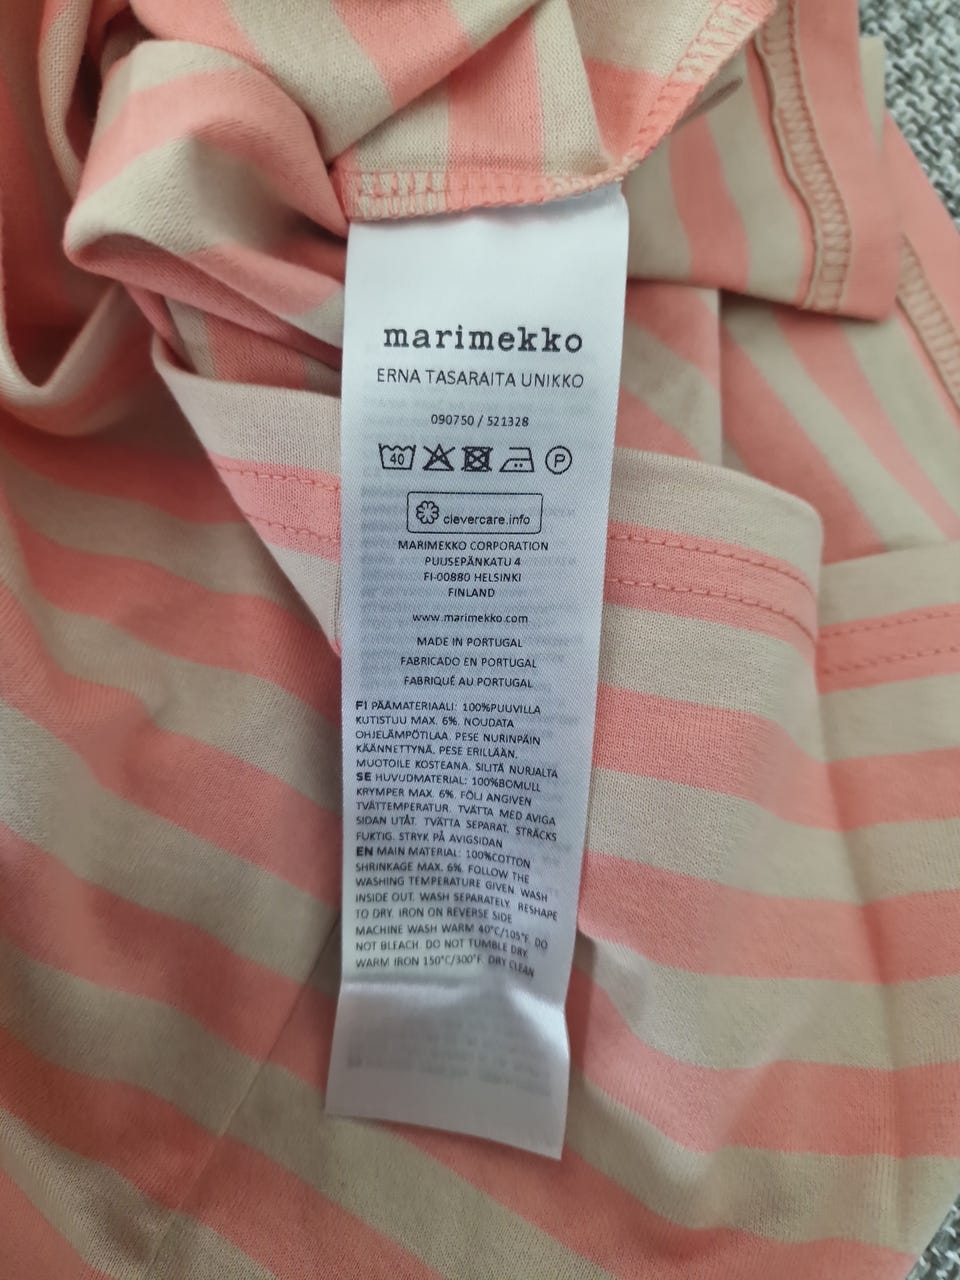 marimekko
ERNA TASARAITA UNIKKO
090750 / 521328
40 P
clevercare.info
MARIMEKKO CORPORATION
PUUSEPÄNKATU 4
FI-00880 HELSINKI
FINLAND
www.marimekko.com
MADE IN PORTUGAL
FABRICADO EN PORTUGAL
FABRIQUÉ AU PORTUGAL
FI PÄÄMATERIAALI: 100%PUUVILLA
KUTISTUU MAX. 6%. NOUDATA
OHJELÄMPÖTILAA. PESE NURINPÄIN
KÄÄNNETTYNÄ. PESE ERILLÄÄN.
MUOTOILE KOSTEANA. SILITÄ NURJALTA
SE HUVUDMATERIAL: 100%BOMULL
KRYMPER MAX. 6%. FÖLJ ANGIVEN
TVÄTTEMPERATUR. TVÄTTA MED AVIGA
SIDAN UTÅT. TVÄTTA SEPARAT. STRÄCKS
FUKTIG. STRYK PÅ AVIGSIDAN
EN MAIN MATERIAL: 100%COTTON
SHRINKAGE MAX. 6%. FOLLOW THE
WASHING TEMPERATURE GIVEN. WASH
INSIDE OUT. WASH SEPARATELY. RESHAPE
TO DRY. IRON ON REVERSE SIDE
MACHINE WASH WARM 40°C/105°F. DO
NOT BLEACH. DO NOT TUMBLE DRY.
WARM IRON 150°C/300°F. DRY CLEAN